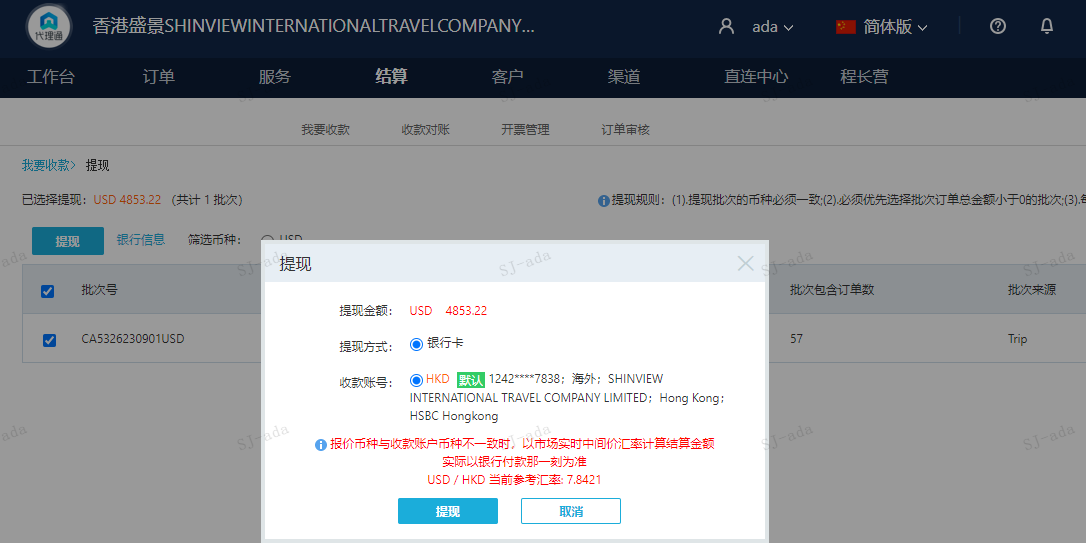 代理通
香港盛景SHINVIEWINTERNATIONALTRAVELCOMPANY...
ada
简体版
工作台 订单 服务 结算 客户 渠道 直连中心 程长营
我要收款 收款对账 开票管理 订单审核
我要收款> 提现
已选择提现: USD 4853.22 (共计 1 批次)
提现规则: (1).提现批次的币种必须一致;(2).必须优先选择批次订单总金额小于0的批次;(3).
提现 银行信息 筛选币种: USD
批次号 批次包含订单数 批次来源
CA5326230901USD 57 Trip
提现
提现金额: USD 4853.22
提现方式: 银行卡
收款账号: HKD 默认 1242****7838; 海外; SHINVIEW
INTERNATIONAL TRAVEL COMPANY LIMITED; Hong Kong;
HSBC Hongkong
报价币种与收款账户币种不一致时, 以市场实时中间价汇率计算结算金额
实际以银行付款那一刻为准
USD / HKD 当前参考汇率: 7.8421
提现 取消
SJ-ada